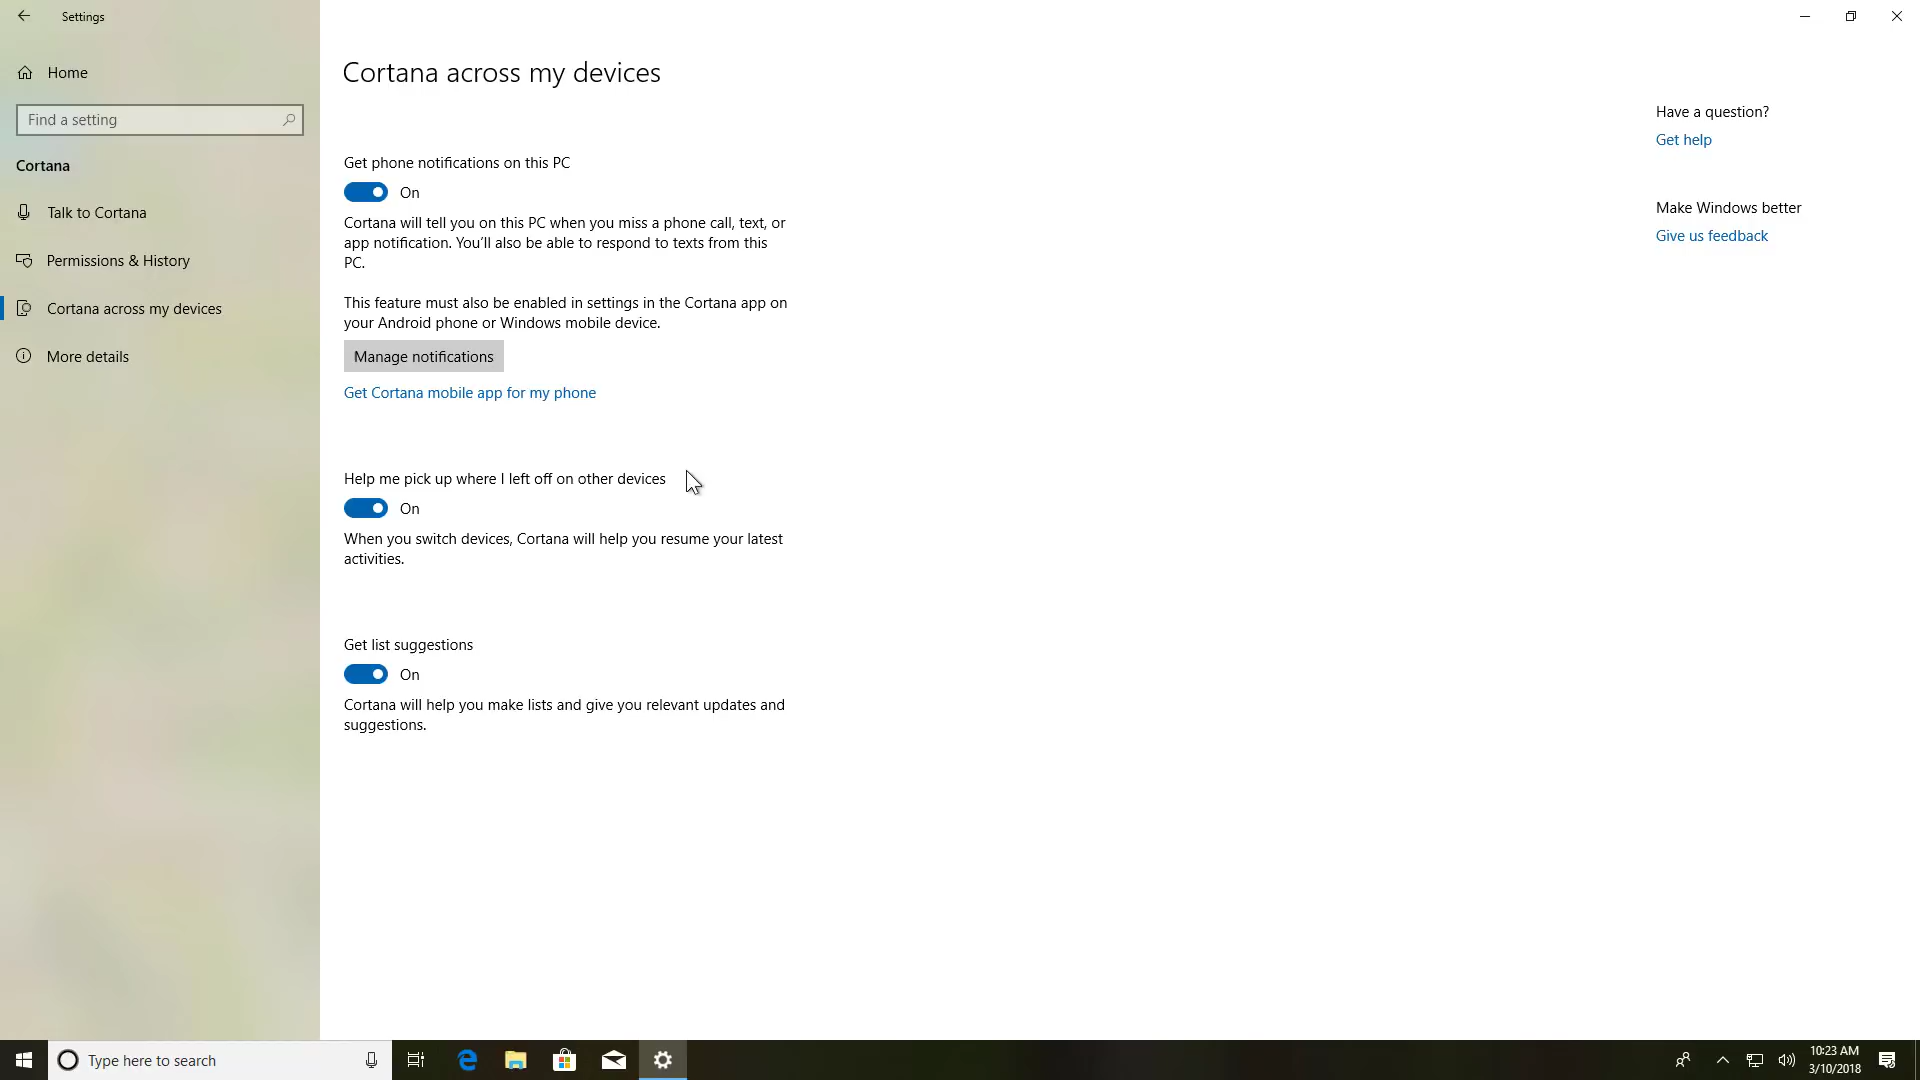 Settings
Home
Find a setting
Cortana
Talk to Cortana
Permissions & History
Cortana across my devices
More details
Cortana across my devices
Get phone notifications on this PC
On
Cortana will tell you on this PC when you miss a phone call, text, or
app notification. You’ll also be able to respond to texts from this
PC.
This feature must also be enabled in settings in the Cortana app on
your Android phone or Windows mobile device.
Manage notifications
Get Cortana mobile app for my phone
Help me pick up where I left off on other devices
On
When you switch devices, Cortana will help you resume your latest
activities.
Get list suggestions
On
Cortana will help you make lists and give you relevant updates and
suggestions.
Have a question?
Get help
Make Windows better
Give us feedback
Type here to search
10:23 AM
3/10/2018